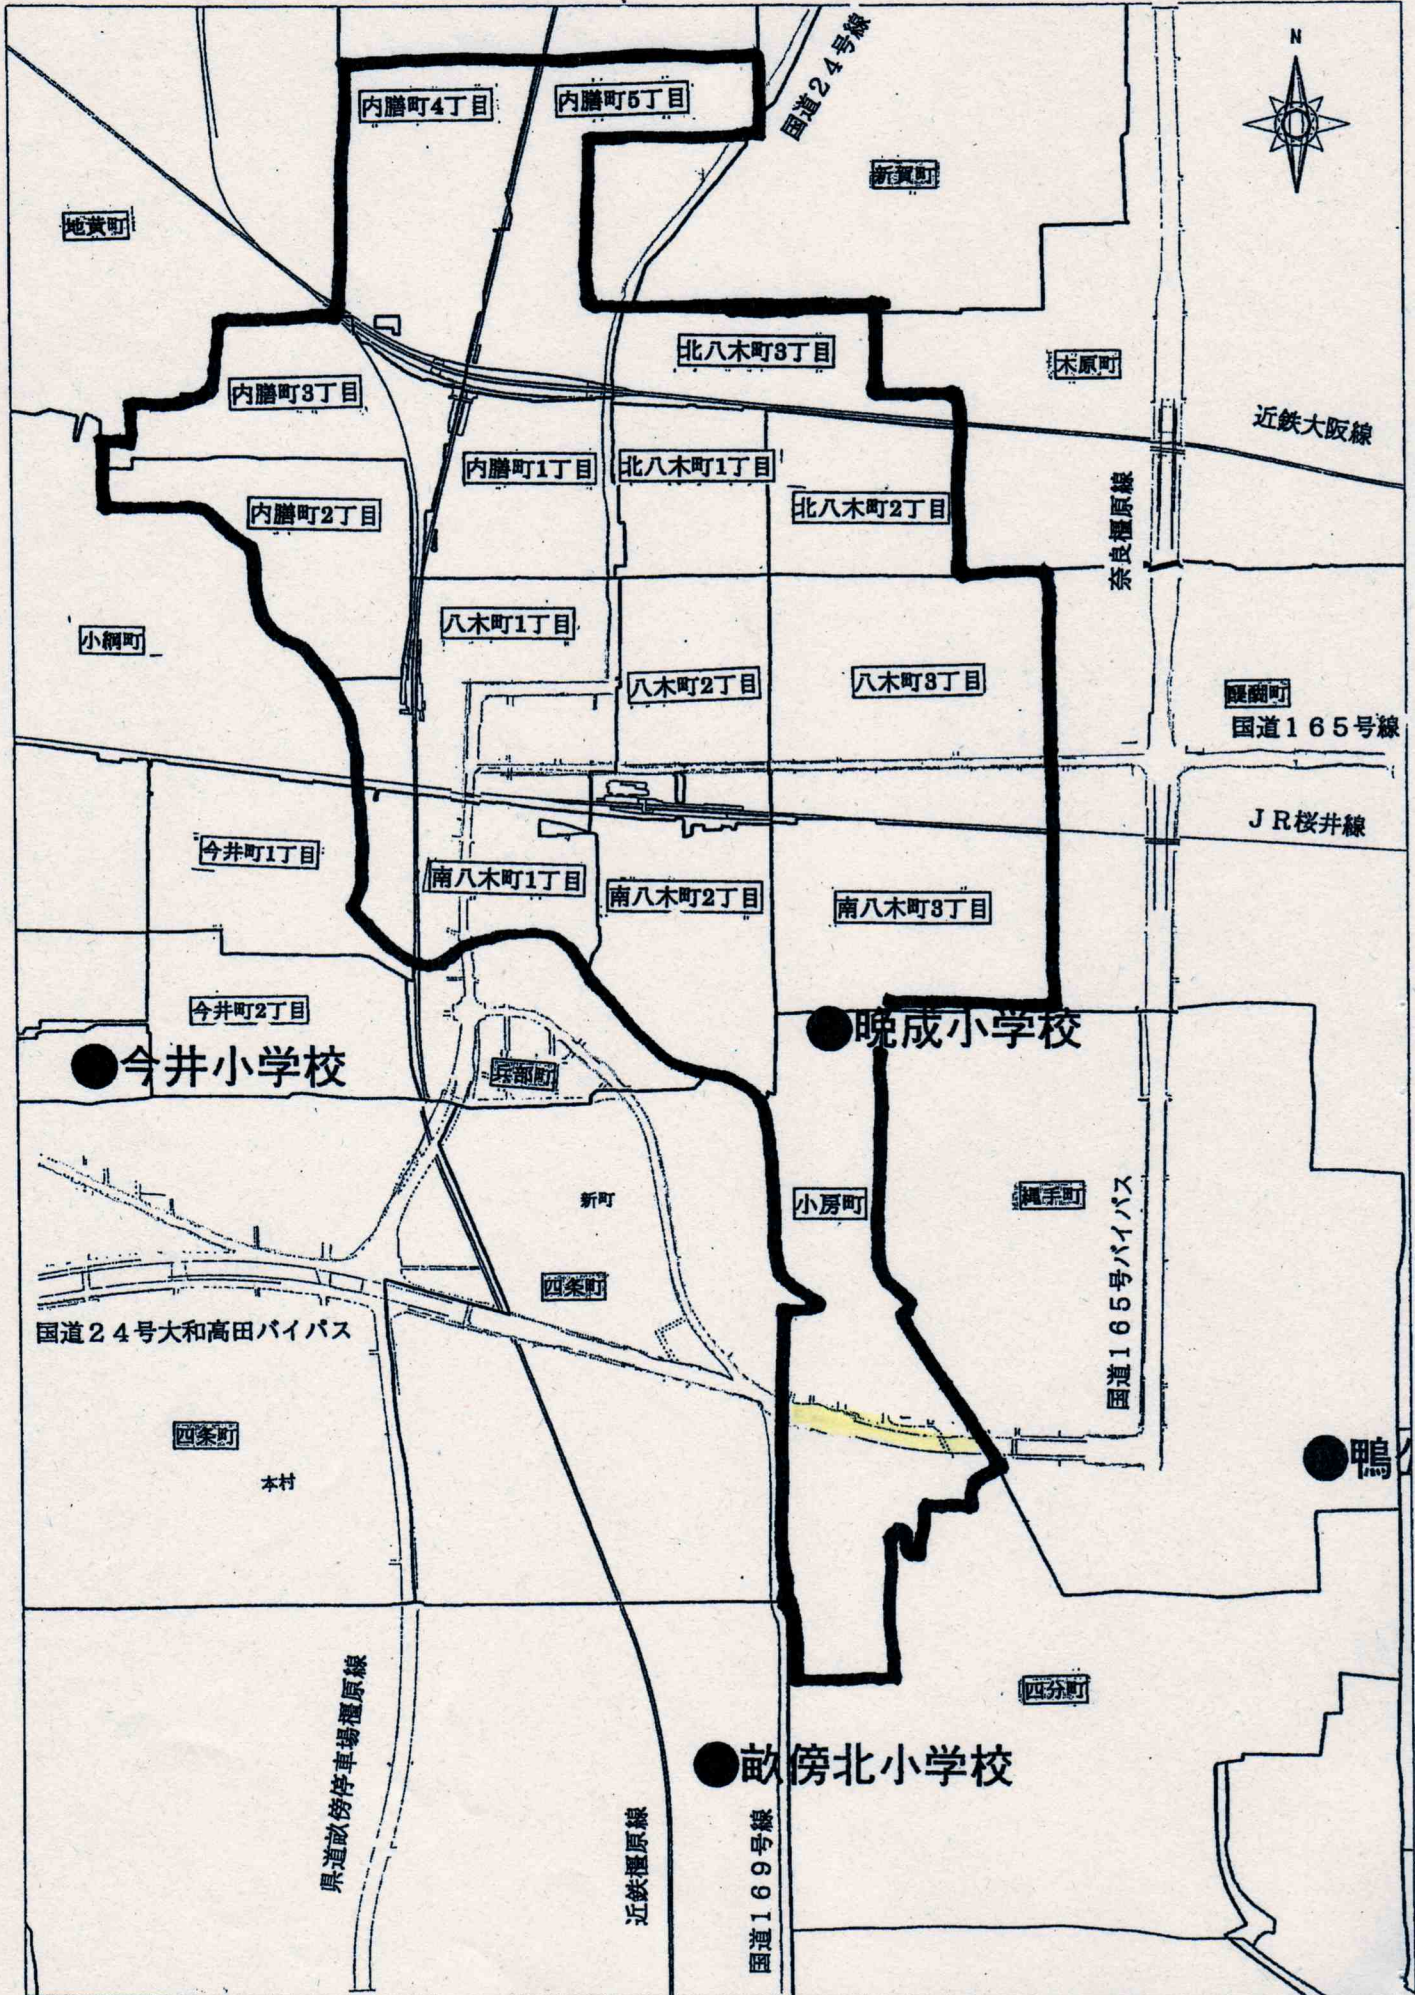 N
国道24号線
内膳町4丁目
内膳町5丁目
新賀町
地黄町
北八木町3丁目
木原町
内膳町3丁目
近鉄大阪線
内膳町1丁目
北八木町1丁目
内膳町2丁目
北八木町2丁目
奈良橿原線
八木町1丁目
小綱町
八木町2丁目
八木町3丁目
醍醐町
国道165号線
JR桜井線
今井町1丁目
南八木町1丁目
南八木町2丁目
南八木町3丁目
今井町2丁目
晩成小学校
今井小学校
兵部町
新町
小房町
縄手町
国道165号バイパス
四条町
国道24号大和高田バイパス
四条町
本村
鴨公
四分町
県道畝傍停車場橿原線
畝傍北小学校
近鉄橿原線
国道169号線